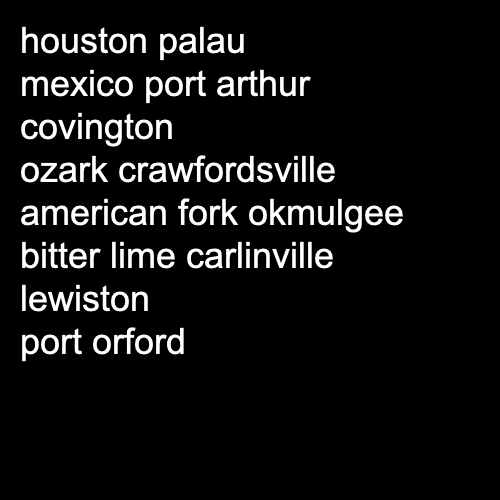 houston palau
mexico port arthur
covington
ozark crawfordsville
american fork okmulgee
bitter lime carlinville
lewiston
port orford